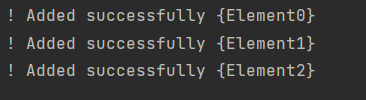 ! Added successfully {Element0}
! Added successfully {Element1}
! Added successfully {Element2}